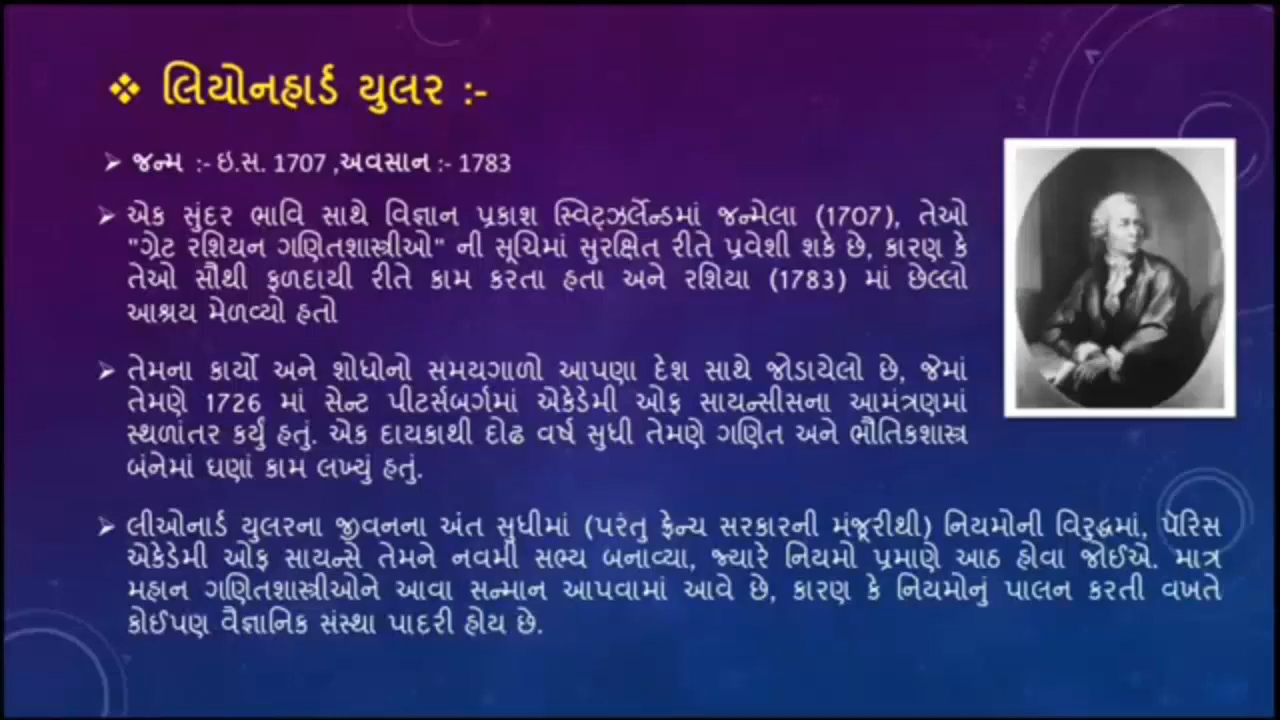 ❖ લિયોનહાર્ડ યુલર :-
➢ જન્મ :- ઇ.સ. 1707 ,અવસાન :- 1783
➢ એક સુંદર ભાવિ સાથે વિજ્ઞાન પ્રકાશ સ્વિટ્ઝર્લેન્ડમાં જન્મેલા (1707), તેઓ
"ગ્રેટ રશિયન ગણિતશાસ્ત્રીઓ" ની સૂચિમાં સુરક્ષિત રીતે પ્રવેશી શકે છે, કારણ કે
તેઓ સૌથી ફળદાયી રીતે કામ કરતા હતા અને રશિયા (1783) માં છેલ્લો
આશ્રય મેળવ્યો હતો
➢ તેમના કાર્યો અને શોધોનો સમયગાળો આપણા દેશ સાથે જોડાયેલો છે, જેમાં
તેમણે 1726 માં સેન્ટ પીટર્સબર્ગમાં એકેડેમી ઓફ સાયન્સીસના આમંત્રણમાં
સ્થળાંતર કર્યું હતું. એક દાયકાથી દોઢ વર્ષ સુધી તેમણે ગણિત અને ભૌતિકશાસ્ત્ર
બંનેમાં ઘણાં કામ લખ્યું હતું.
➢ લીઓનાર્ડ યુલરના જીવનના અંત સુધીમાં (પરંતુ ફ્રેન્ચ સરકારની મંજૂરીથી) નિયમોની વિરુદ્ધમાં, પૅરિસ
એકેડેમી ઓફ સાયન્સે તેમને નવમી સભ્ય બનાવ્યા, જ્યારે નિયમો પ્રમાણે આઠ હોવા જોઈએ. માત્ર
મહાન ગણિતશાસ્ત્રીઓને આવા સન્માન આપવામાં આવે છે, કારણ કે નિયમોનું પાલન કરતી વખતે
કોઈપણ વૈજ્ઞાનિક સંસ્થા પાદરી હોય છે.